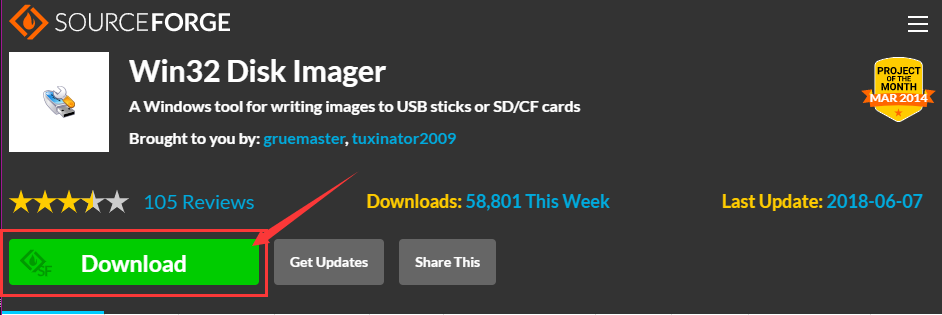 SOURCEFORGE
Win32 Disk Imager
A Windows tool for writing images to USB sticks or SD/CF cards
Brought to you by: gruemaster, tuxinator2009
PROJECT
OF THE
MONTH
MAR 2014
105 Reviews
Downloads: 58,801 This Week
Last Update: 2018-06-07
SF
Download
Get Updates
Share This